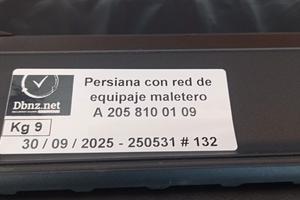 Persiana con red de
equipaje maletero
A 205 810 01 09
Dbnz.net
Kg 9
30 / 09 / 2025 - 250531 # 132